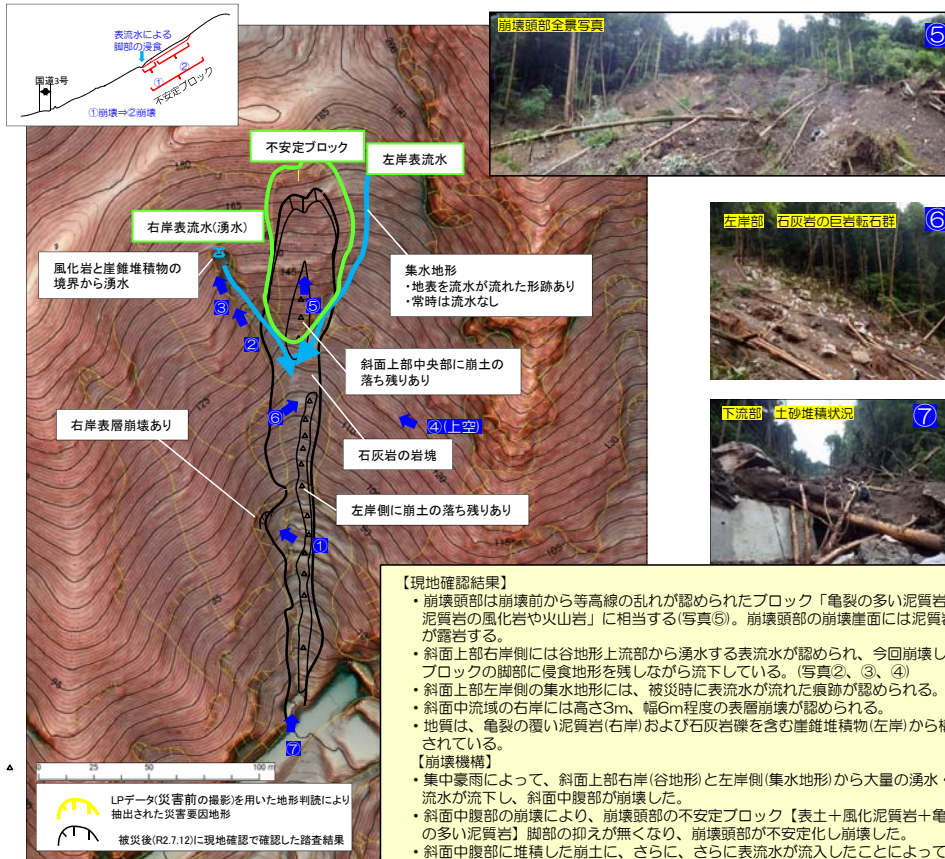 表流水による
脚部の浸食
国道3号
①
②
不安定ブロック
①崩壊⇒②崩壊
崩壊頭部全景写真
⑤
不安定ブロック
左岸表流水
右岸表流水(湧水)
風化岩と崖錐堆積物の
境界から湧水
集水地形
・地表を流水が流れた形跡あり
・常時は流水なし
③
②
⑤
斜面上部中央部に崩土の
落ち残りあり
左岸部 石灰岩の巨岩転石群
⑥
⑥
④(上空)
右岸表層崩壊あり
石灰岩の岩塊
下流部 土砂堆積状況
⑦
左岸側に崩土の落ち残りあり
①
⑦
0 25 50 100 m
LPデータ(災害前の撮影)を用いた地形判読により
抽出された災害要因地形
被災後(R2.7.12)に現地確認で確認した踏査結果
【現地確認結果】
・崩壊頭部は崩壊前から等高線の乱れが認められたブロック「亀裂の多い泥質岩
泥質岩の風化岩や火山岩」に相当する(写真⑤)。崩壊頭部の崩壊崖面には泥質岩
が露岩する。
・斜面上部右岸側には谷地形上流部から湧水する表流水が認められ、今回崩壊し
ブロックの脚部に侵食地形を残しながら流下している。(写真②、③、④)
・斜面上部左岸側の集水地形には、被災時に表流水が流れた痕跡が認められる。
・斜面中流域の右岸には高さ3m、幅6m程度の表層崩壊が認められる。
・地質は、亀裂の覆い泥質岩(右岸)および石灰岩礫を含む崖錐堆積物(左岸)から構
されている。
【崩壊機構】
・集中豪雨によって、斜面上部右岸(谷地形)と左岸側(集水地形)から大量の湧水・
流水が流下し、斜面中腹部が崩壊した。
・斜面中腹部の崩壊により、崩壊頭部の不安定ブロック【表土+風化泥質岩+亀
の多い泥質岩】脚部の抑えが無くなり、崩壊頭部が不安定化し崩壊した。
・斜面中腹部に堆積した崩土に、さらに、さらに表流水が流入したことによって